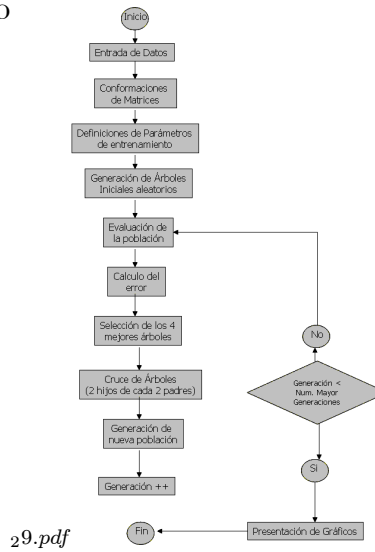 O
Inicio
Entrada de Datos
Conformaciones
de Matrices
Definiciones de Parámetros
de entrenamiento
Generación de Árboles
Iniciales aleatorios
Evaluación de
la población
Calculo del
error
Selección de los 4
mejores árboles
Cruce de Árboles
(2 hijos de cada 2 padres)
Generación de
nueva población
Generación ++
No
Generación <
Num. Mayor
Generaciones
Si
Presentación de Gráficos
Fin
29.pdf